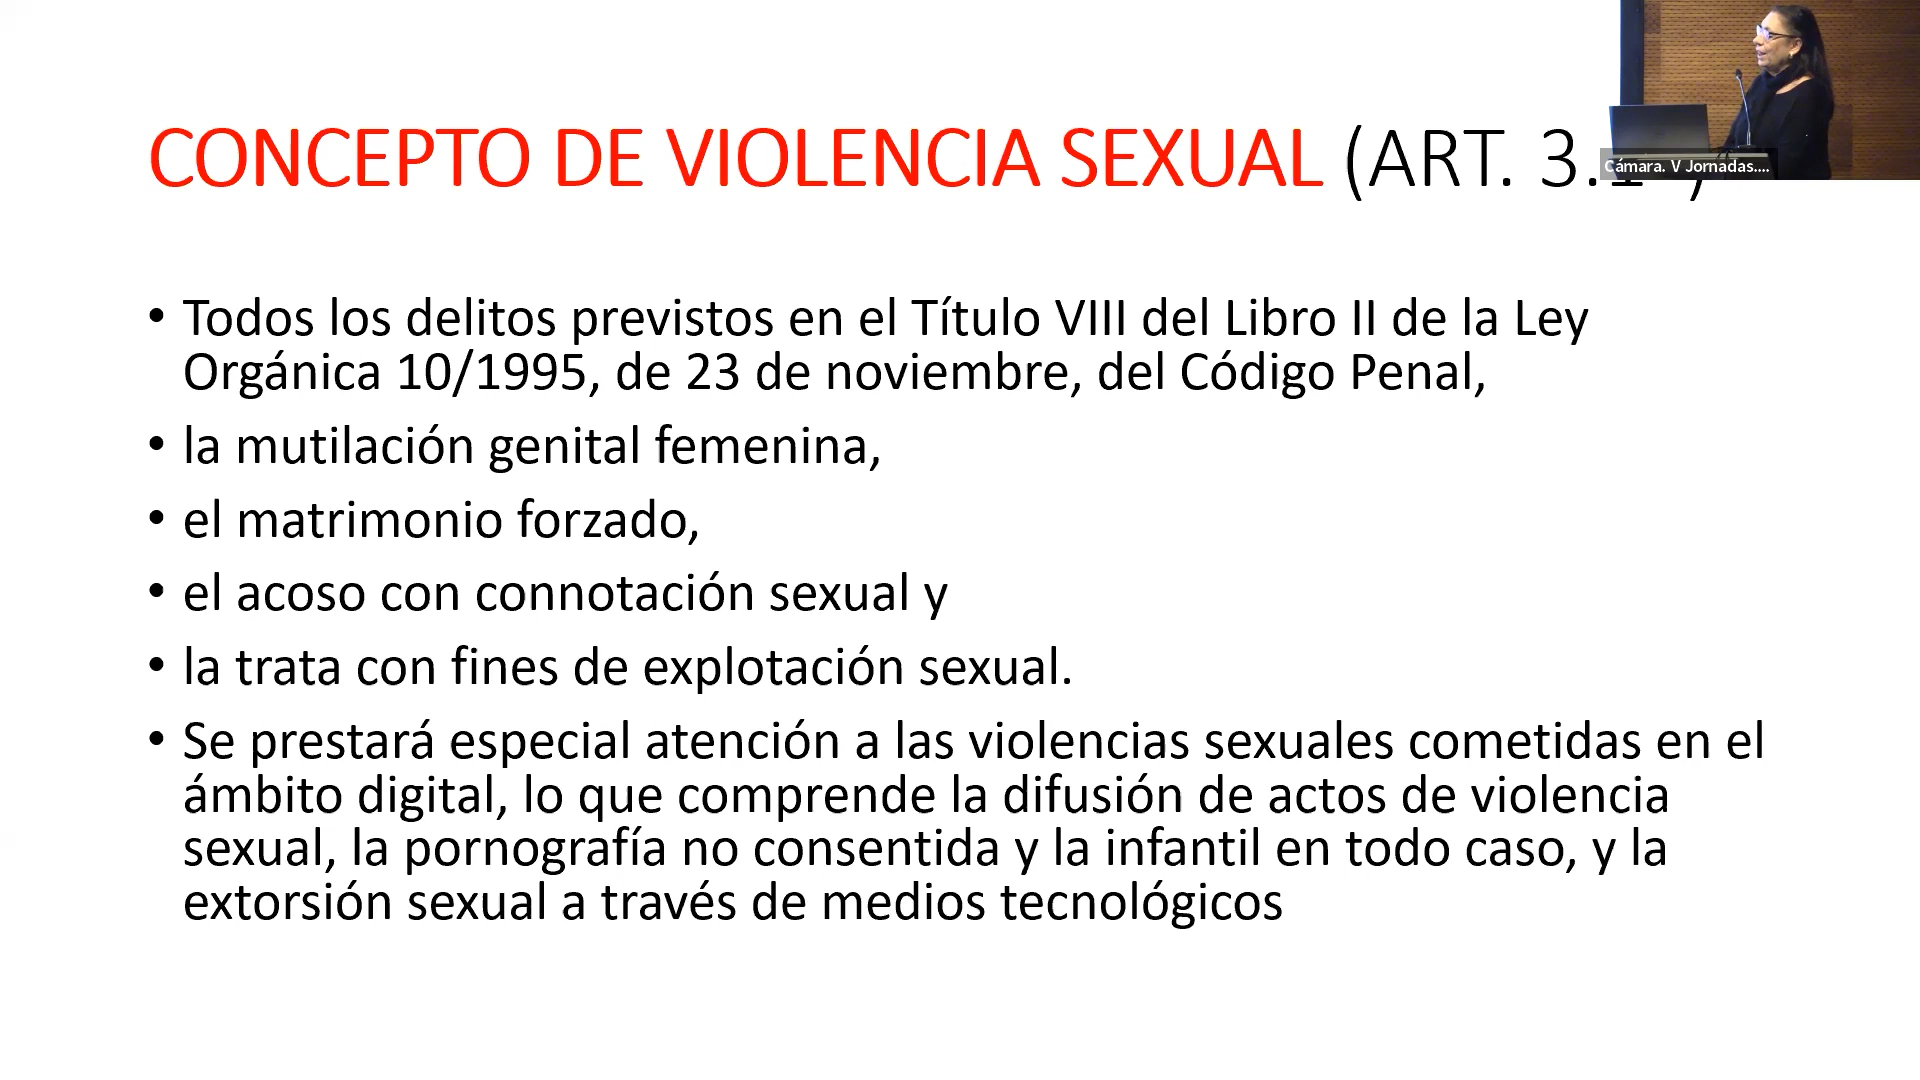 CONCEPTO DE VIOLENCIA SEXUAL (ART. 3.1
Cámara. V Jornadas....
• Todos los delitos previstos en el Título VIII del Libro II de la Ley
Orgánica 10/1995, de 23 de noviembre, del Código Penal,
• la mutilación genital femenina,
• el matrimonio forzado,
• el acoso con connotación sexual y
• la trata con fines de explotación sexual.
• Se prestará especial atención a las violencias sexuales cometidas en el
ámbito digital, lo que comprende la difusión de actos de violencia
sexual, la pornografía no consentida y la infantil en todo caso, y la
extorsión sexual a través de medios tecnológicos